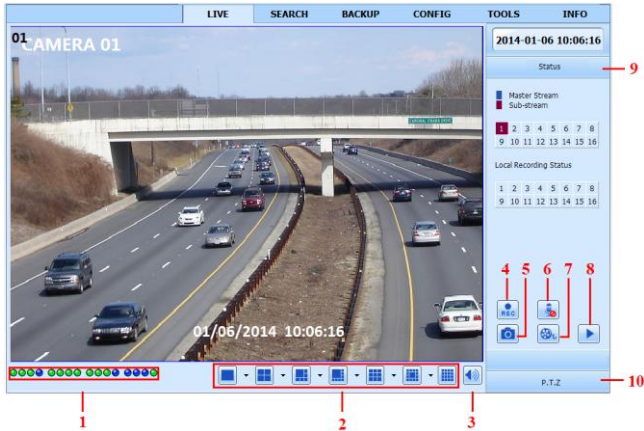 LIVE SEARCH BACKUP CONFIG TOOLS INFO
01
CAMERA 01
2014-01-06 10:06:16
Status
9
Master Stream
Sub-stream
1 2 3 4 5 6 7 8
9 10 11 12 13 14 15 16
Local Recording Status
1 2 3 4 5 6 7 8
9 10 11 12 13 14 15 16
4 5 6 7 8
REC
01/06/2014 10:06:16
P.T.Z
10
1 2 3